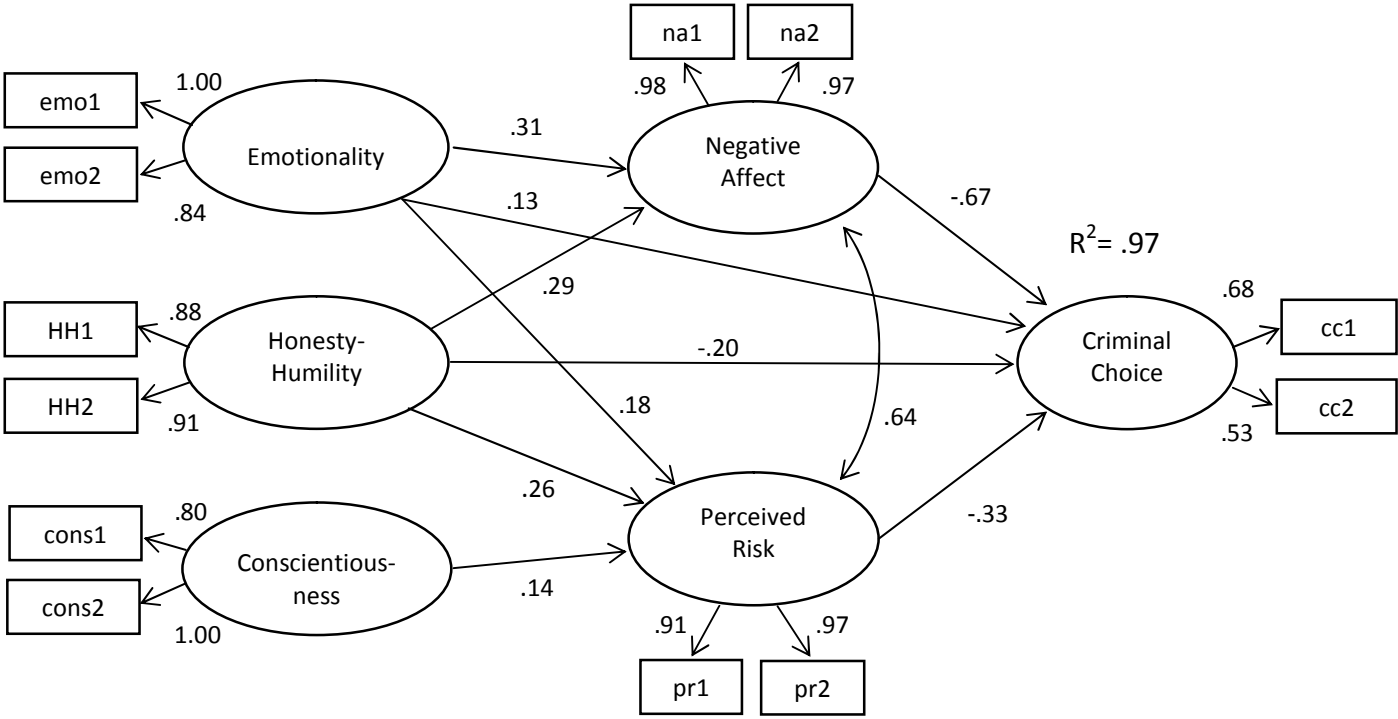 na1
na2
1.00
.98
.97
emo1
Emotionality
.31
Negative
Affect
emo2
.84
.13
-.67
R²= .97
.29
.68
HH1
.88
Honesty-
Humility
-.20
Criminal
Choice
cc1
HH2
.91
.18
.64
cc2
.53
.26
.80
cons1
Perceived
Risk
-.33
Conscientious-
ness
cons2
.14
1.00
.91
.97
pr1
pr2